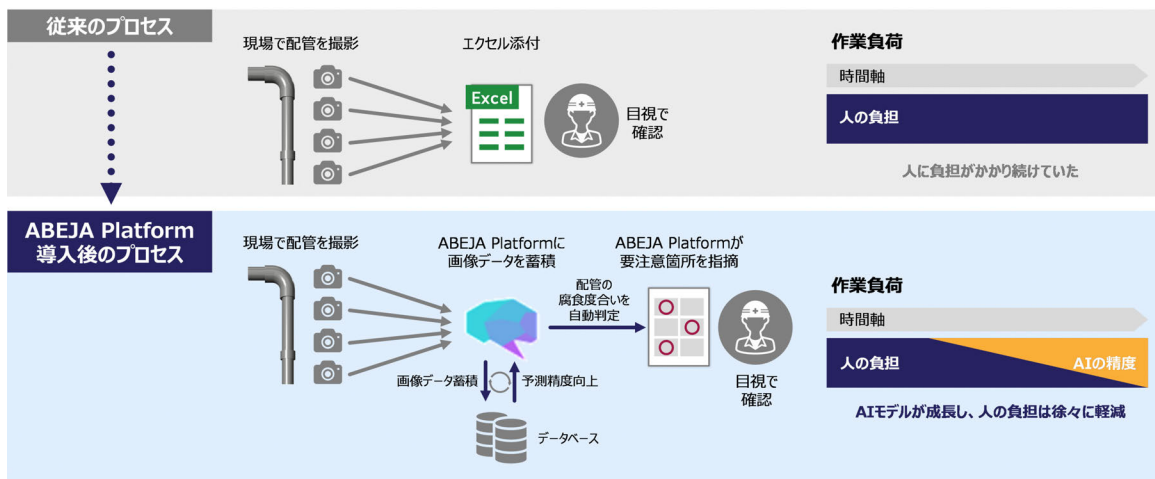 従来のプロセス
現場で配管を撮影
エクセル添付
Excel
目視で
確認
作業負荷
時間軸
人の負担
人に負担がかかり続けていた
ABEJA Platform
導入後のプロセス
現場で配管を撮影
ABEJA Platformに
画像データを蓄積
ABEJA Platformが
要注意箇所を指摘
配管の
腐食度合いを
自動判定
画像データ蓄積
予測精度向上
データベース
目視で
確認
作業負荷
時間軸
人の負担
AIの精度
AIモデルが成長し、人の負担は徐々に軽減